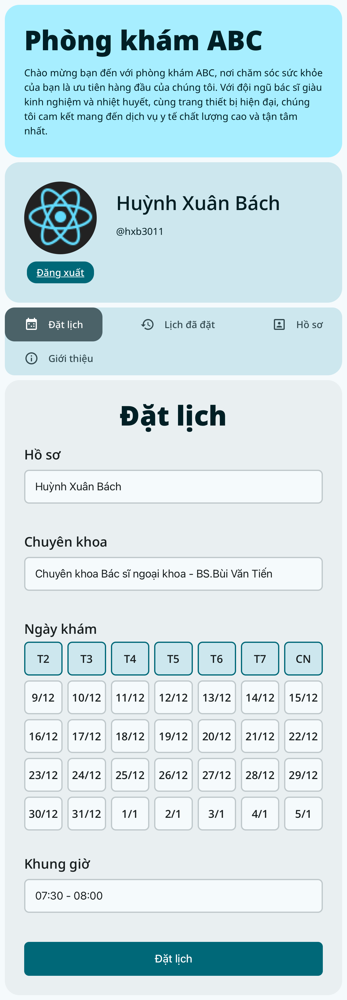 Phòng khám ABC
Chào mừng bạn đến với phòng khám ABC, nơi chăm sóc sức khỏe
của bạn là ưu tiên hàng đầu của chúng tôi. Với đội ngũ bác sĩ giàu
kinh nghiệm và nhiệt huyết, cùng trang thiết bị hiện đại, chúng
tôi cam kết mang đến dịch vụ y tế chất lượng cao và tận tâm
nhất.
Huỳnh Xuân Bách
@hxb3011
Đăng xuất
Đặt lịch Lịch đã đặt Hồ sơ
Giới thiệu
Đặt lịch
Hồ sơ
Huỳnh Xuân Bách
Chuyên khoa
Chuyên khoa Bác sĩ ngoại khoa - BS.Bùi Văn Tiến
Ngày khám
T2 T3 T4 T5 T6 T7 CN
9/12 10/12 11/12 12/12 13/12 14/12 15/12
16/12 17/12 18/12 19/12 20/12 21/12 22/12
23/12 24/12 25/12 26/12 27/12 28/12 29/12
30/12 31/12 1/1 2/1 3/1 4/1 5/1
Khung giờ
07:30 - 08:00
Đặt lịch